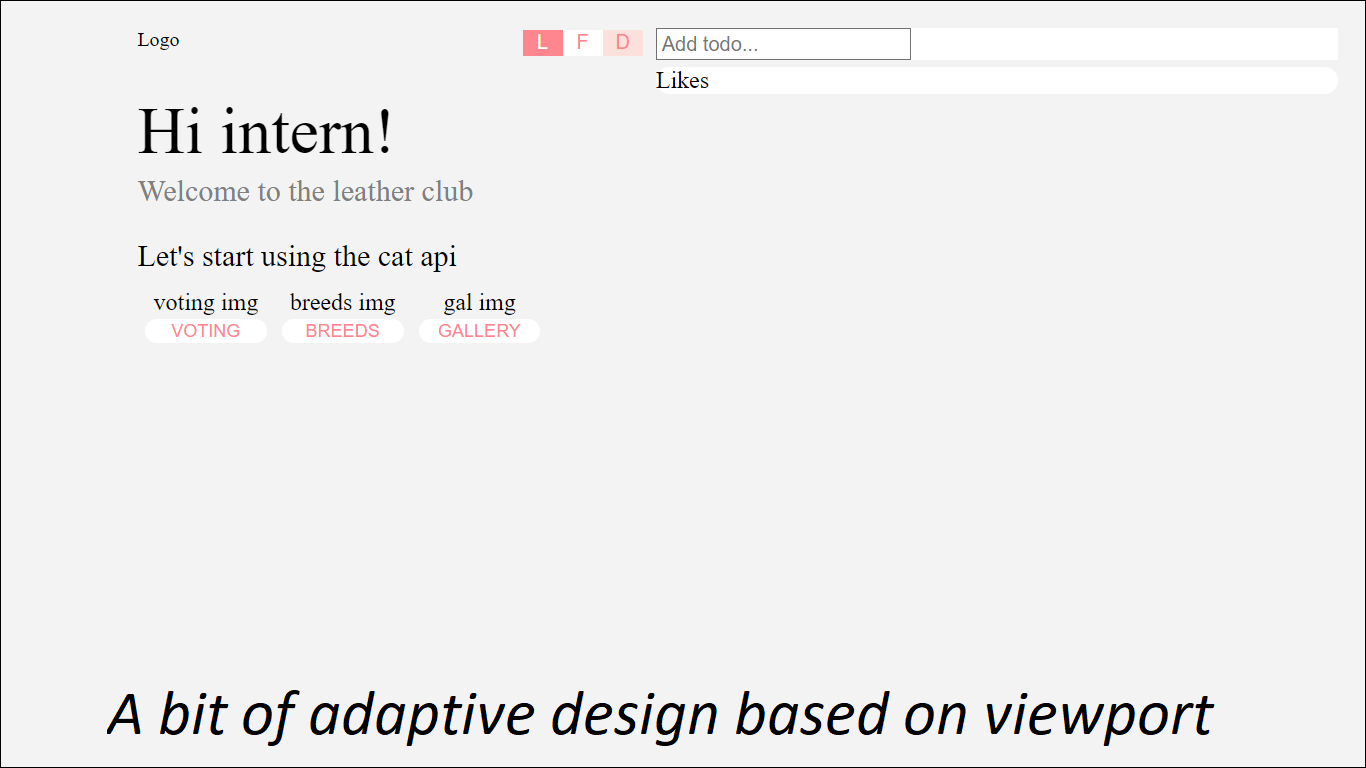 Logo
L F D
Add todo...
Likes
Hi intern!
Welcome to the leather club
Let's start using the cat api
voting img breeds img gal img
VOTING BREEDS GALLERY
A bit of adaptive design based on viewport